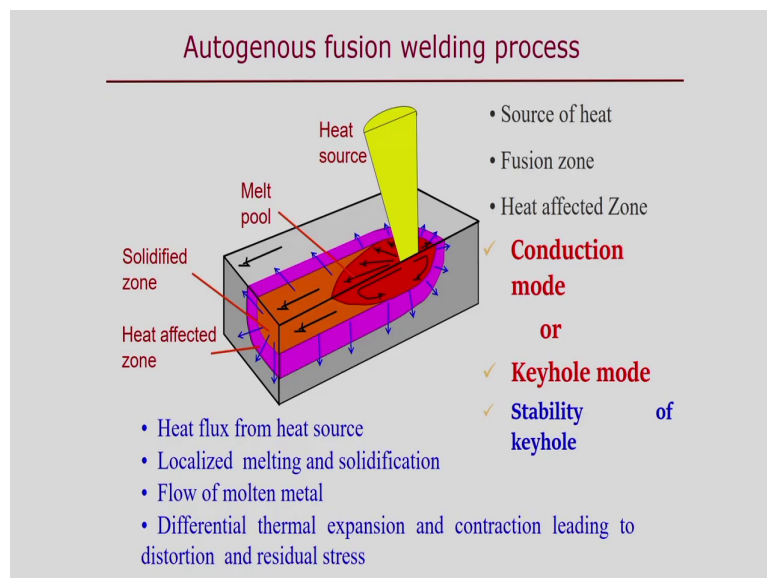 Autogenous fusion welding process
Heat
source
Melt
pool
Solidified
zone
Heat affected
zone
• Source of heat
• Fusion zone
• Heat affected Zone
✓ Conduction
mode
or
✓ Keyhole mode
✓ Stability of
keyhole
• Heat flux from heat source
• Localized melting and solidification
• Flow of molten metal
• Differential thermal expansion and contraction leading to
distortion and residual stress